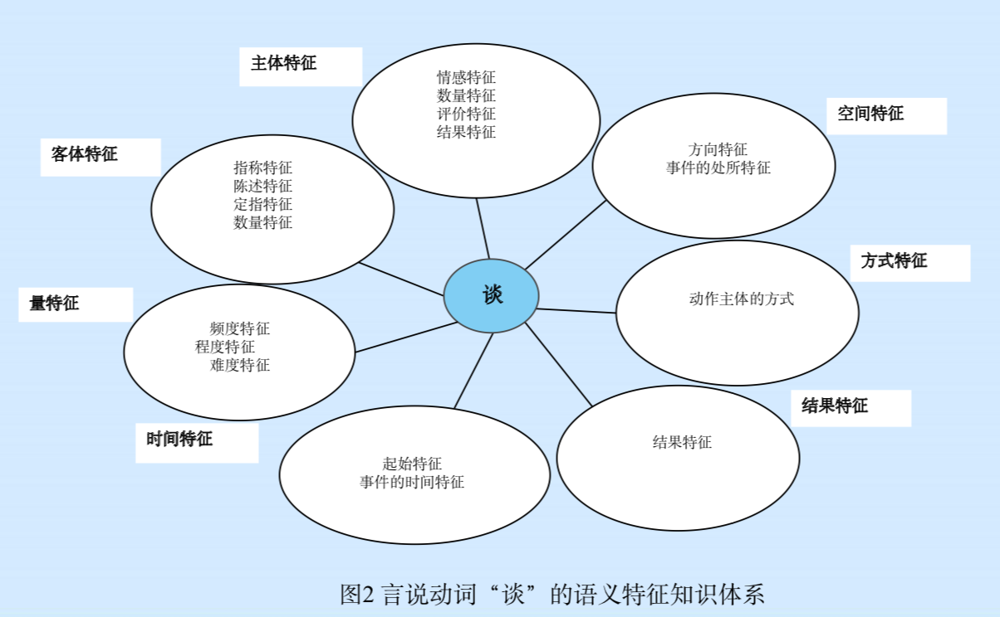 主体特征
情感特征
数量特征
评价特征
结果特征
空间特征
方向特征
事件的处所特征
客体特征
指称特征
陈述特征
定指特征
数量特征
方式特征
动作主体的方式
谈
量特征
频度特征
程度特征
难度特征
结果特征
结果特征
时间特征
起始特征
事件的时间特征
图2 言说动词“谈”的语义特征知识体系